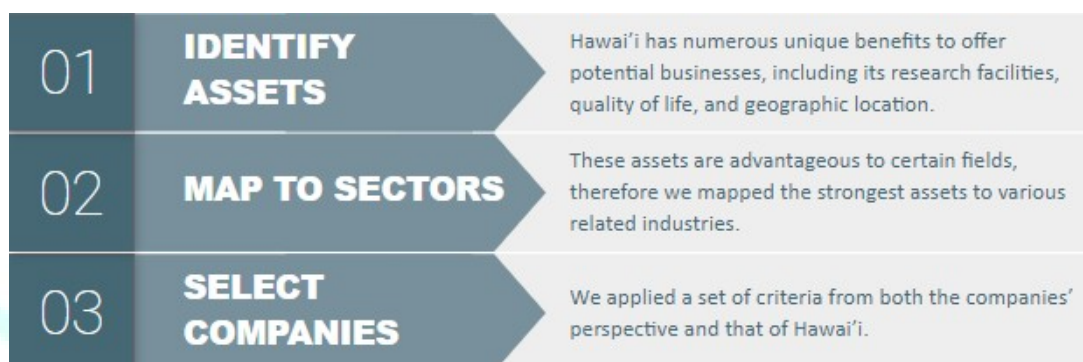 01
IDENTIFY
ASSETS
Hawai’i has numerous unique benefits to offer
potential businesses, including its research facilities,
quality of life, and geographic location.
02
MAP TO SECTORS
These assets are advantageous to certain fields,
therefore we mapped the strongest assets to various
related industries.
03
SELECT
COMPANIES
We applied a set of criteria from both the companies’
perspective and that of Hawai’i.